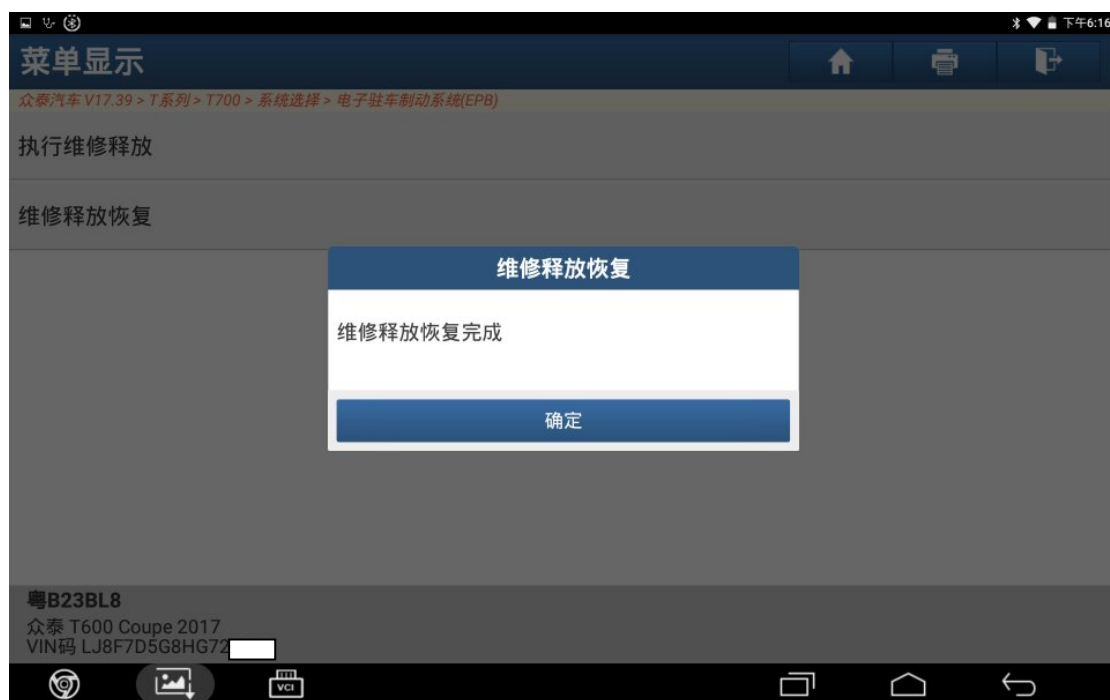 下午6:16
菜单显示
众泰汽车 V17.39 > T系列 > T700 > 系统选择 > 电子驻车制动系统(EPB)
执行维修释放
维修释放恢复
维修释放恢复
维修释放恢复完成
确定
粤B23BL8
众泰 T600 Coupe 2017
VIN码 LJ8F7D5G8HG72
VCI